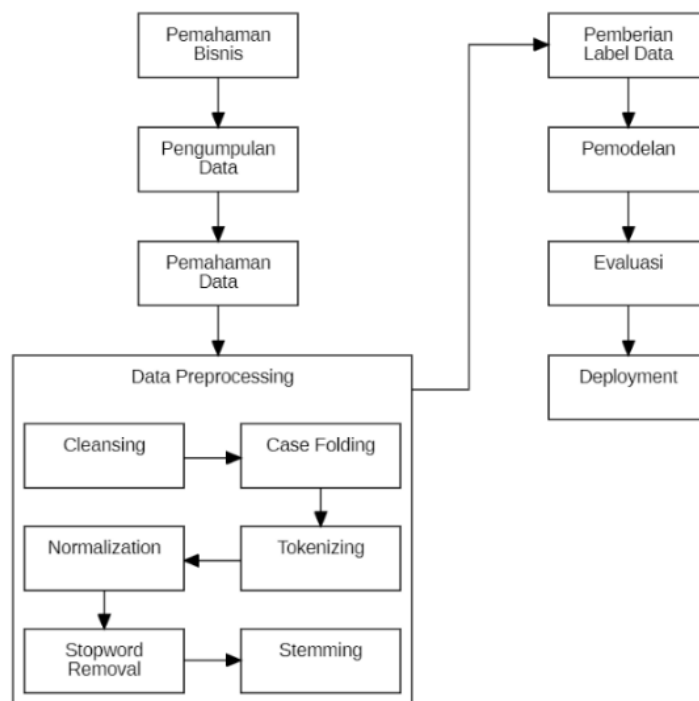 Pemahaman
Bisnis
Pengumpulan
Data
Pemahaman
Data
Data Preprocessing
Cleansing
Case Folding
Tokenizing
Normalization
Stopword
Removal
Stemming
Pemberian
Label Data
Pemodelan
Evaluasi
Deployment